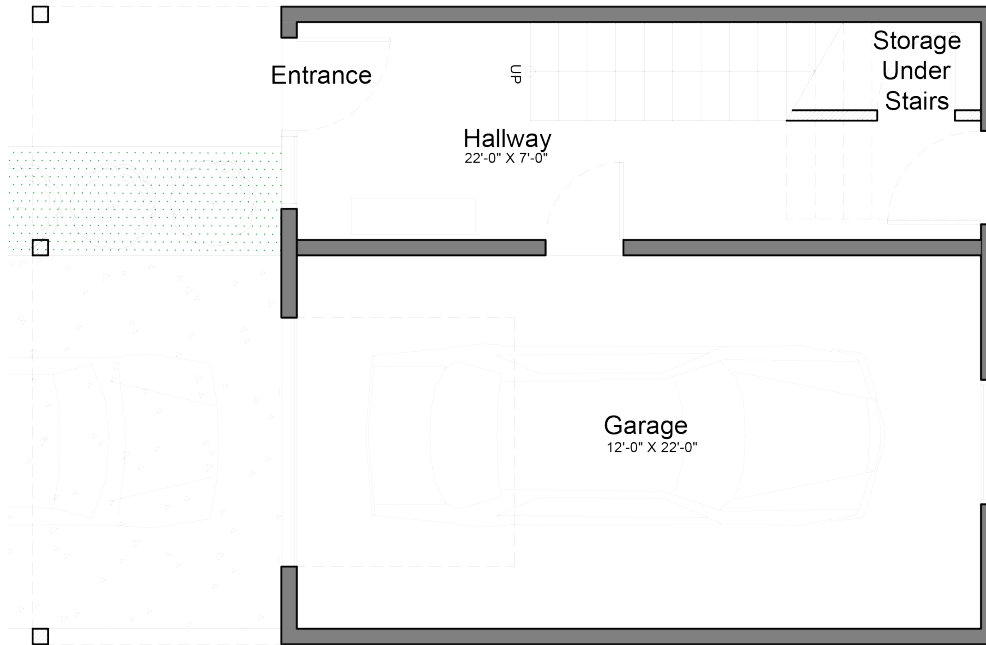 Storage
Under
Stairs
Entrance
UP
Hallway
22'-0" X 7'-0"
Garage
12'-0" X 22'-0"